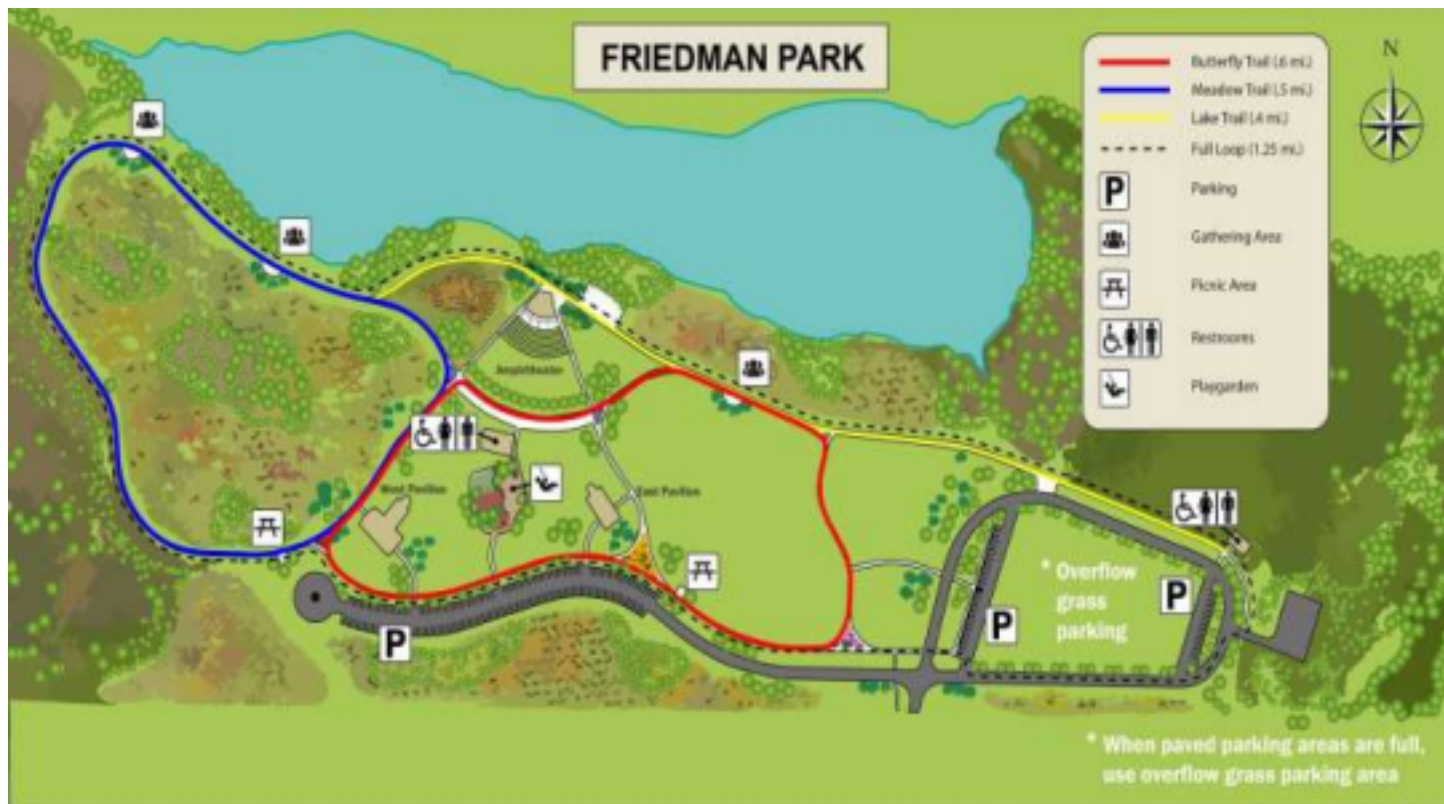 FRIEDMAN PARK
N
Butterfly Trail (.6 mi.)
Meadow Trail (.5 mi.)
Lake Trail (.4 mi.)
Full Loop (1.25 mi.)
P
Parking
Gathering Area
Picnic Area
Restrooms
Playgarden
Amphitheater
West Pavilion
East Pavilion
* Overflow
grass
parking
P
P
P
* When paved parking areas are full,
use overflow grass parking area